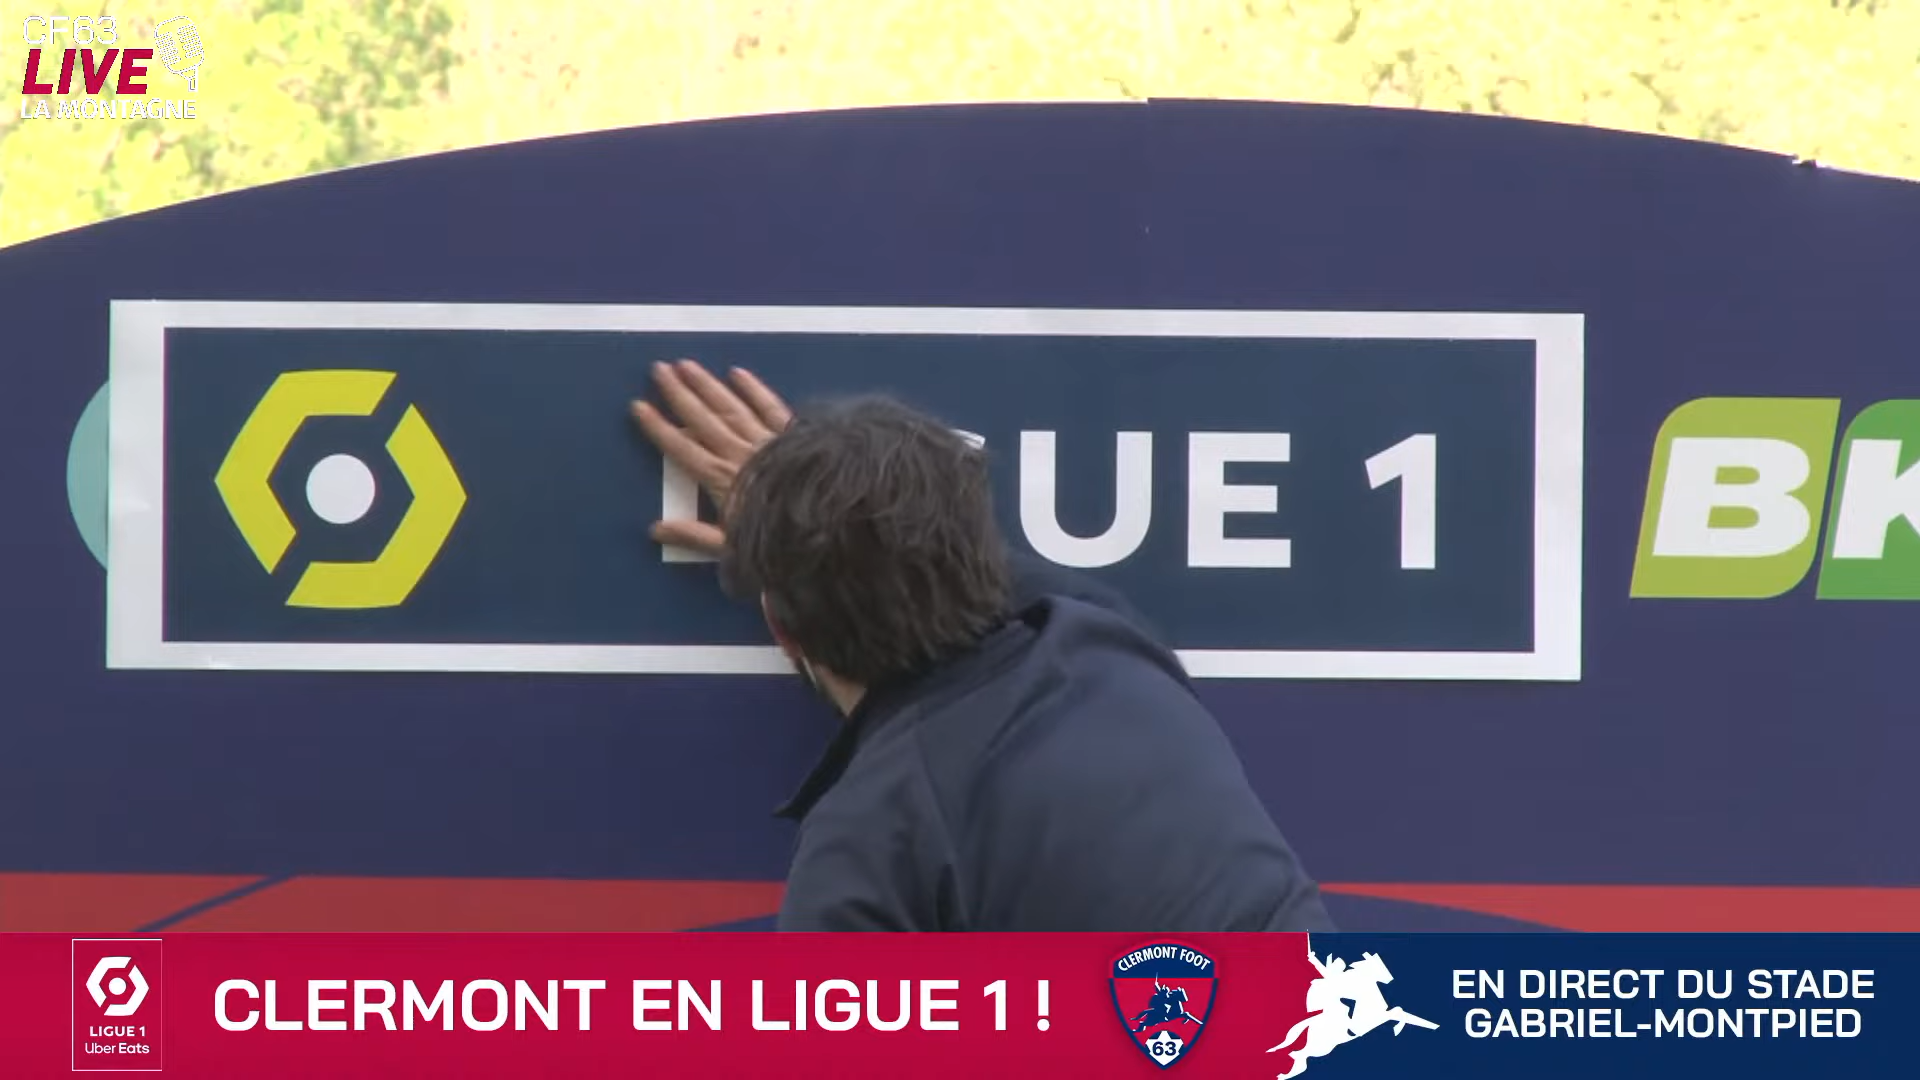 CF63
LIVE
LA MONTAGNE
L GUE 1
BK
LIGUE 1
Uber Eats
CLERMONT EN LIGUE 1 !
CLERMONT FOOT
63
EN DIRECT DU STADE
GABRIEL-MONTPIED